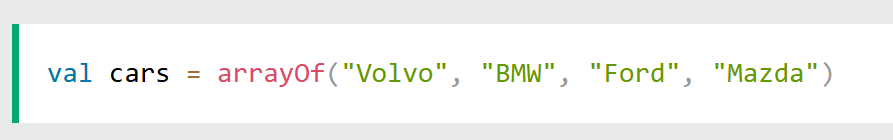 val cars = arrayOf("Volvo", "BMW", "Ford", "Mazda")